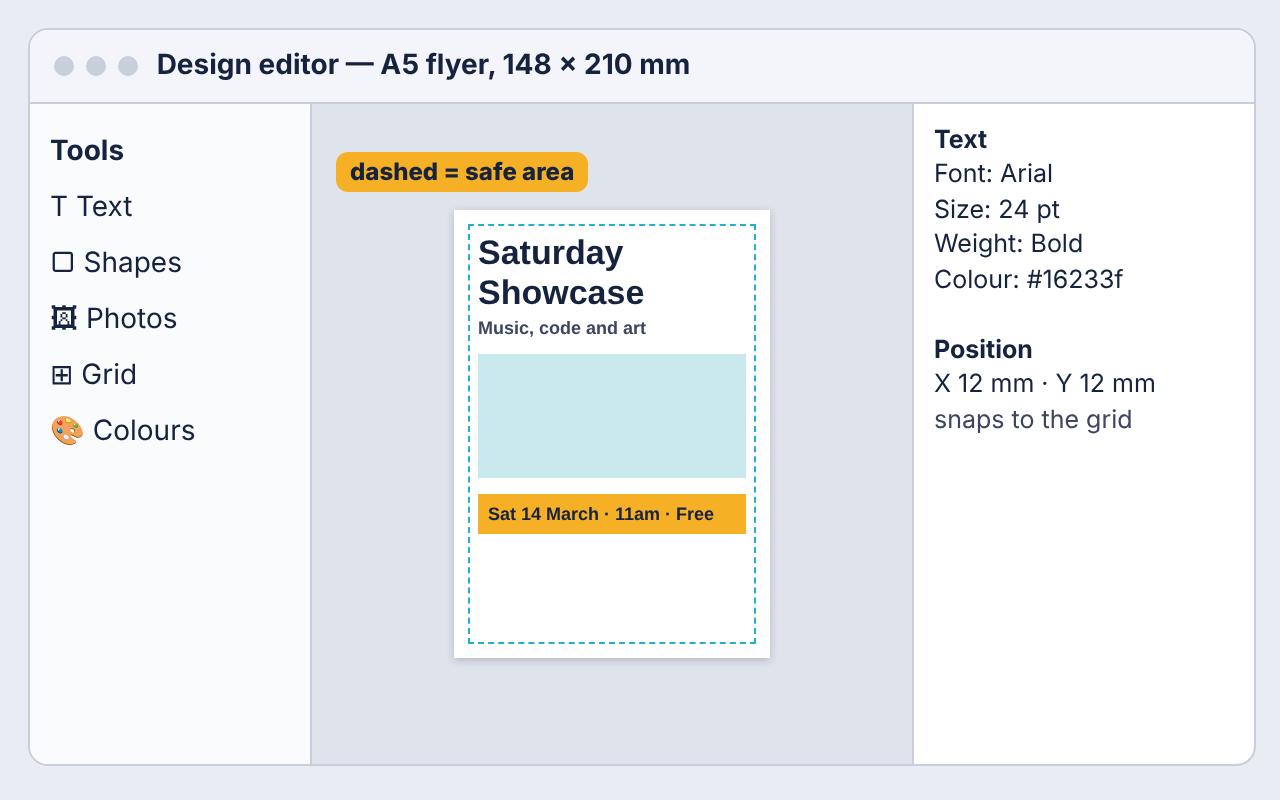 Design editor — A5 flyer, 148 × 210 mm
Tools
T Text
Shapes
Photos
Grid
Colours
dashed = safe area
Saturday
Showcase
Music, code and art
Sat 14 March · 11am · Free
Text
Font: Arial
Size: 24 pt
Weight: Bold
Colour: #16233f
Position
X 12 mm · Y 12 mm
snaps to the grid